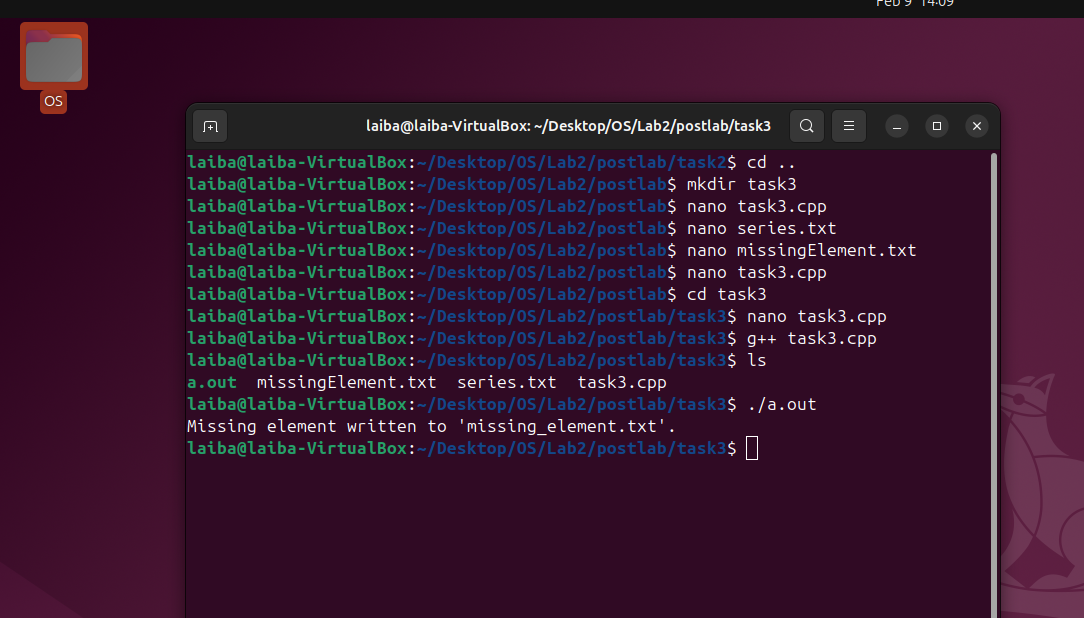 Feb 9 14:09
OS
laiba@laiba-VirtualBox: ~/Desktop/OS/Lab2/postlab/task3
laiba@laiba-VirtualBox:~/Desktop/OS/Lab2/postlab/task2$ cd ..
laiba@laiba-VirtualBox:~/Desktop/OS/Lab2/postlab$ mkdir task3
laiba@laiba-VirtualBox:~/Desktop/OS/Lab2/postlab$ nano task3.cpp
laiba@laiba-VirtualBox:~/Desktop/OS/Lab2/postlab$ nano series.txt
laiba@laiba-VirtualBox:~/Desktop/OS/Lab2/postlab$ nano missingElement.txt
laiba@laiba-VirtualBox:~/Desktop/OS/Lab2/postlab$ nano task3.cpp
laiba@laiba-VirtualBox:~/Desktop/OS/Lab2/postlab$ cd task3
laiba@laiba-VirtualBox:~/Desktop/OS/Lab2/postlab/task3$ nano task3.cpp
laiba@laiba-VirtualBox:~/Desktop/OS/Lab2/postlab/task3$ g++ task3.cpp
laiba@laiba-VirtualBox:~/Desktop/OS/Lab2/postlab/task3$ ls
a.out  missingElement.txt  series.txt  task3.cpp
laiba@laiba-VirtualBox:~/Desktop/OS/Lab2/postlab/task3$ ./a.out
Missing element written to 'missing_element.txt'.
laiba@laiba-VirtualBox:~/Desktop/OS/Lab2/postlab/task3$